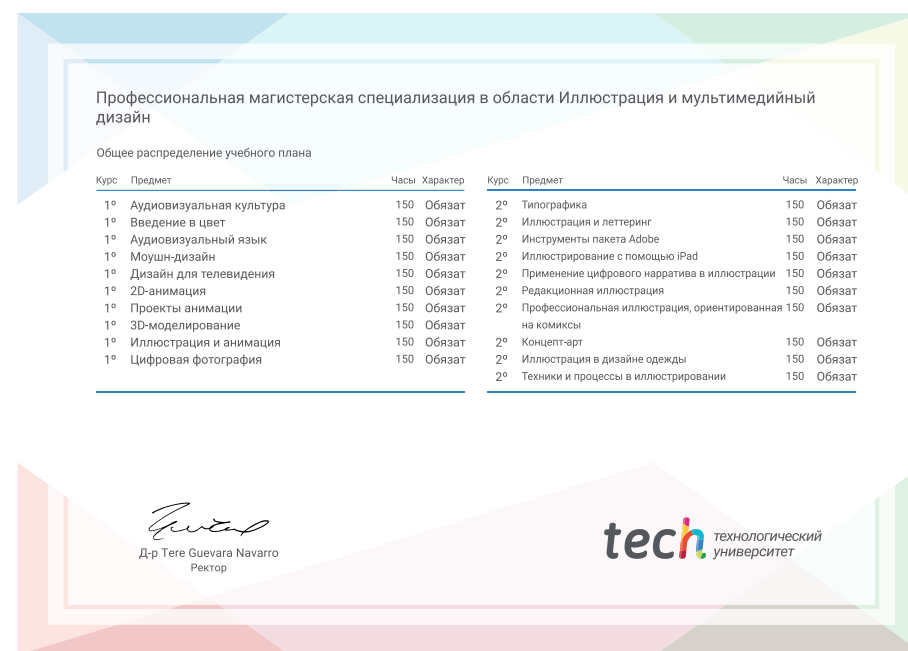 Профессиональная магистерская специализация в области Иллюстрация и мультимедийный
дизайн
Общее распределение учебного плана
Курс Предмет Часы Характер
1º Аудиовизуальная культура 150 Обязат
1º Введение в цвет 150 Обязат
1º Аудиовизуальный язык 150 Обязат
1º Моушн-дизайн 150 Обязат
1º Дизайн для телевидения 150 Обязат
1º 2D-анимация 150 Обязат
1º Проекты анимации 150 Обязат
1º 3D-моделирование 150 Обязат
1º Иллюстрация и анимация 150 Обязат
1º Цифровая фотография 150 Обязат
Курс Предмет Часы Характер
2º Типографика 150 Обязат
2º Иллюстрация и леттеринг 150 Обязат
2º Инструменты пакета Adobe 150 Обязат
2º Иллюстрирование с помощью iPad 150 Обязат
2º Применение цифрового нарратива в иллюстрации 150 Обязат
2º Редакционная иллюстрация 150 Обязат
2º Профессиональная иллюстрация, ориентированная 150 Обязат
на комиксы
2º Концепт-арт 150 Обязат
2º Иллюстрация в дизайне одежды 150 Обязат
2º Техники и процессы в иллюстрировании 150 Обязат
Д-р Tere Guevara Navarro
Ректор
tech технологический
университет